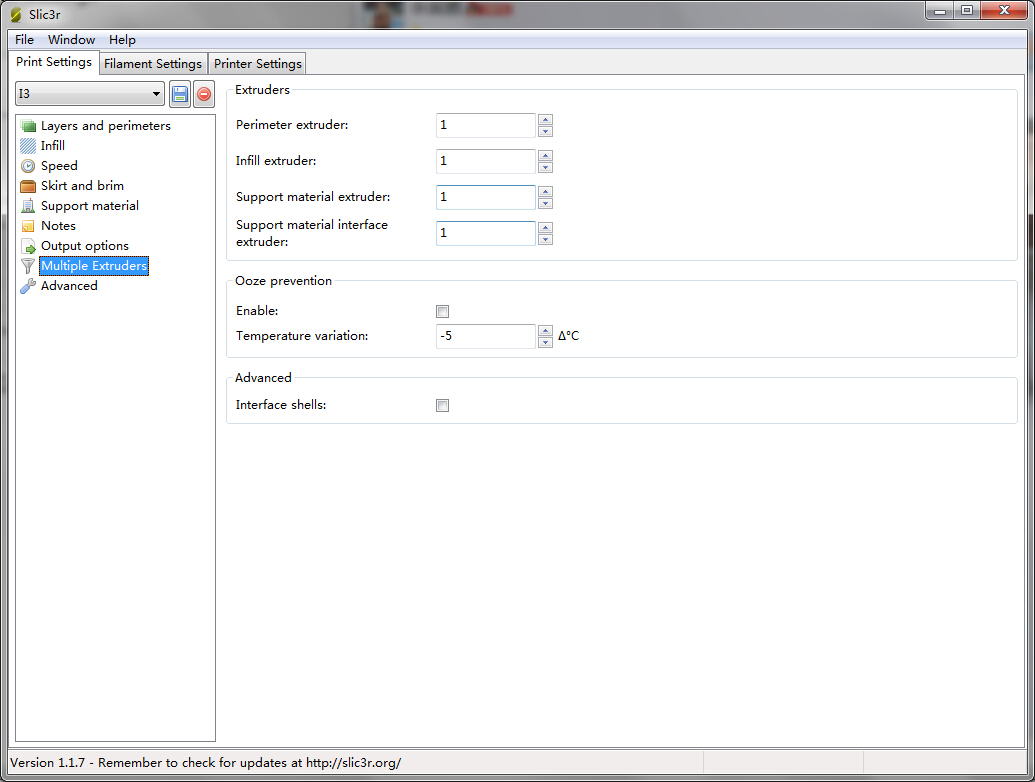 Slic3r
File Window Help
Print Settings Filament Settings Printer Settings
I3
Layers and perimeters
Infill
Speed
Skirt and brim
Support material
Notes
Output options
Multiple Extruders
Advanced
Extruders
Perimeter extruder: 1
Infill extruder: 1
Support material extruder: 1
Support material interface
extruder: 1
Ooze prevention
Enable:
Temperature variation: -5 Δ°C
Advanced
Interface shells:
Version 1.1.7 - Remember to check for updates at http://slic3r.org/